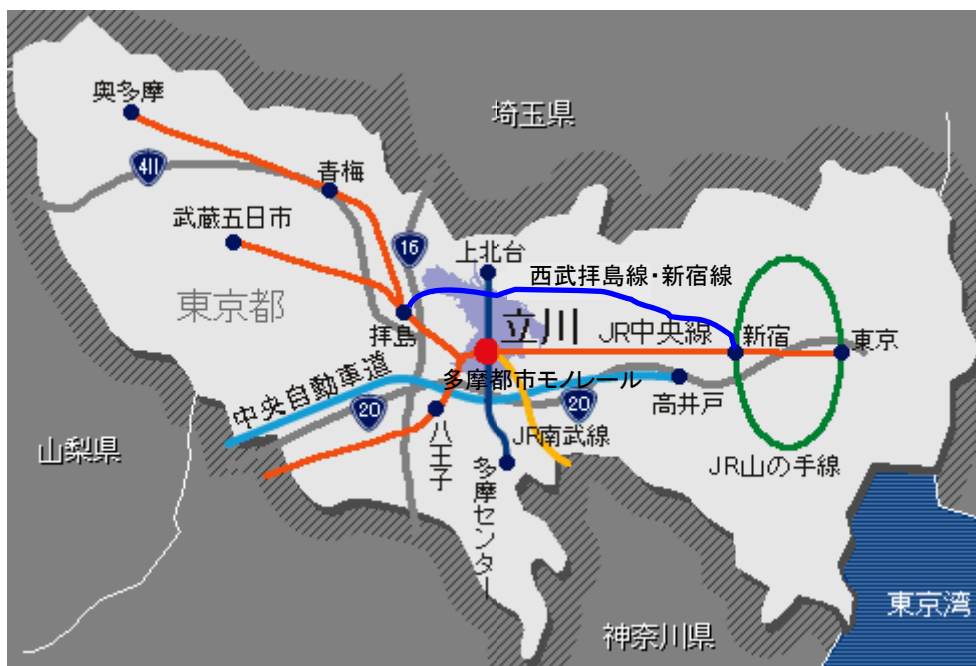 奥多摩
埼玉県
411
青梅
武蔵五日市
16
上北台
西武拝島線・新宿線
東京都
拝島
立川
JR中央線
新宿
東京
多摩都市モノレール
中央自動車道
高井戸
20
20
八王子
JR南武線
山梨県
JR山の手線
多摩センター
東京湾
神奈川県